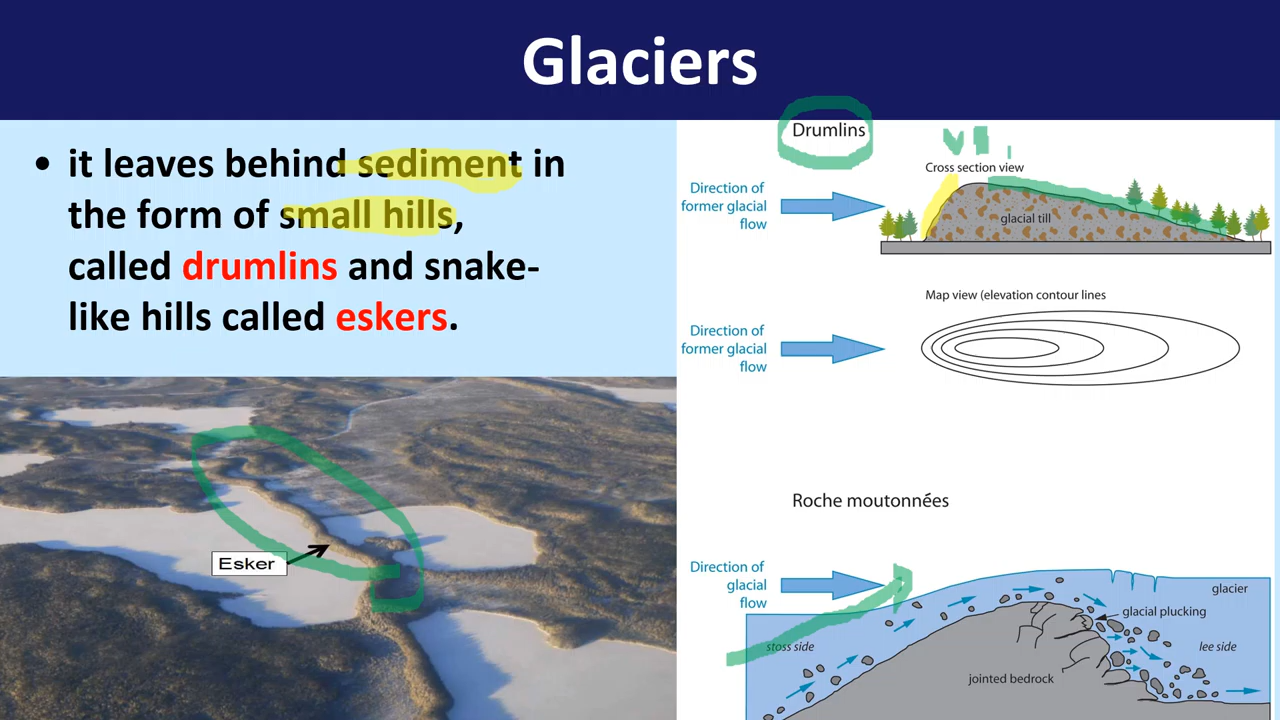 Glaciers
• it leaves behind sediment in
the form of small hills,
called drumlins and snake-
like hills called eskers.
Esker
Drumlins
Cross section view
Direction of
former glacial
flow
glacial till
Map view (elevation contour lines
Direction of
former glacial
flow
Roche moutonnées
Direction of
glacial
flow
glacier
glacial plucking
stoss side
lee side
jointed bedrock